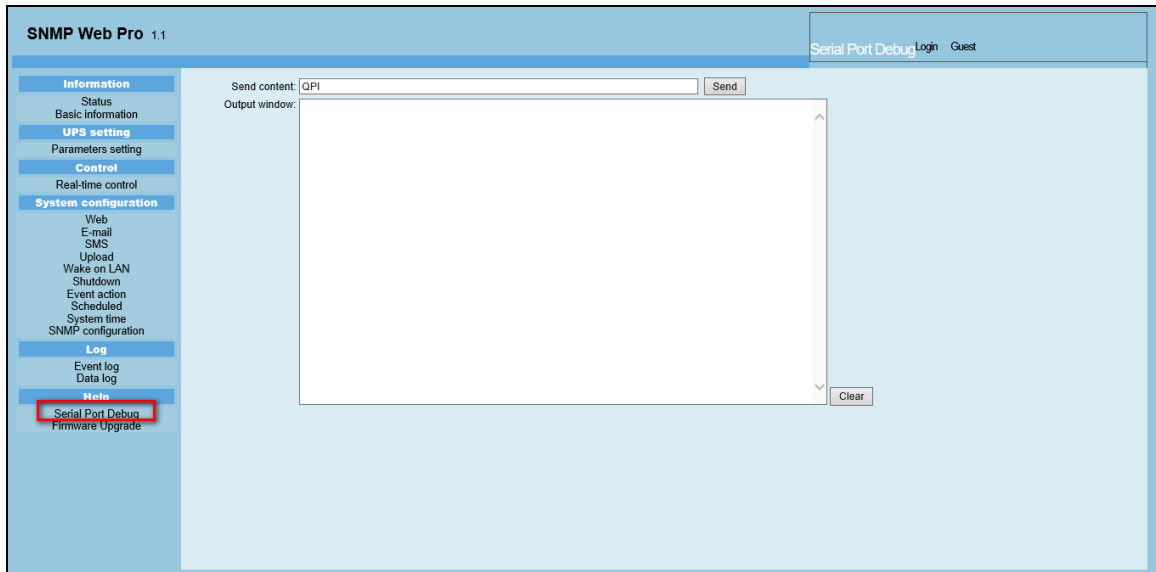 SNMP Web Pro 1.1
Serial Port Debug Login Guest
Information
Status
Basic information
UPS setting
Parameters setting
Control
Real-time control
System configuration
Web
E-mail
SMS
Upload
Wake on LAN
Shutdown
Event action
Scheduled
System time
SNMP configuration
Log
Event log
Data log
Help
Serial Port Debug
Firmware Upgrade
Send content: QPI Send
Output window:
Clear